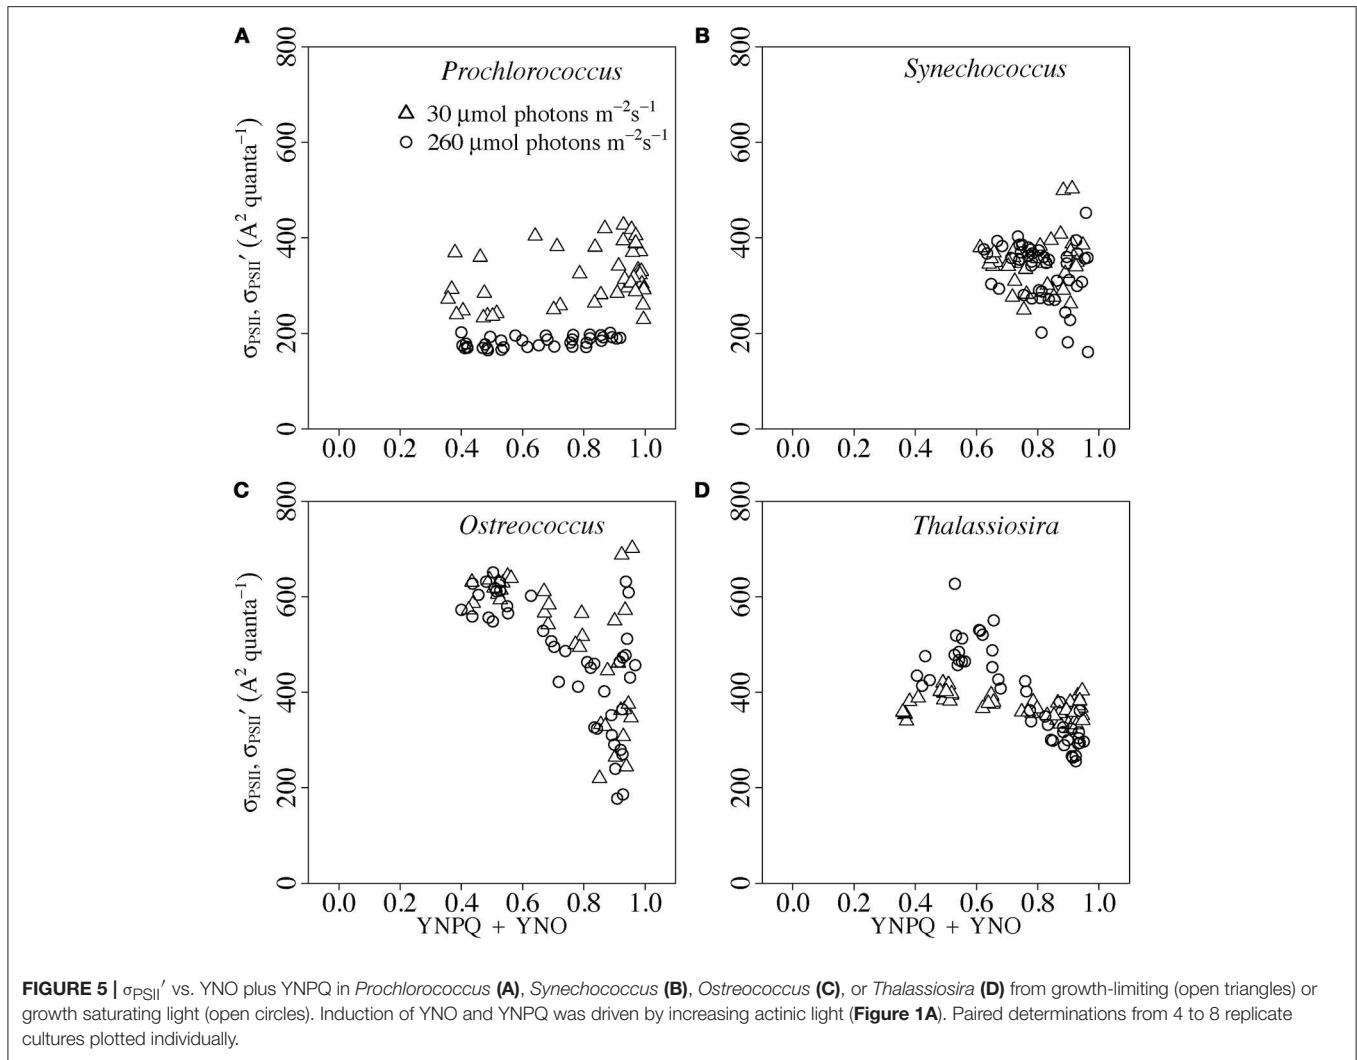 A
B
Prochlorococcus
30 μmol photons m⁻²s⁻¹
260 μmol photons m⁻²s⁻¹
σPSII, σPSII′ (A² quanta⁻¹)
0 200 400 600 800
0.0 0.2 0.4 0.6 0.8 1.0
Synechococcus
0 200 400 600 800
0.0 0.2 0.4 0.6 0.8 1.0
C
D
Ostreococcus
σPSII, σPSII′ (A² quanta⁻¹)
0 200 400 600 800
0.0 0.2 0.4 0.6 0.8 1.0
YNPQ + YNO
Thalassiosira
0 200 400 600 800
0.0 0.2 0.4 0.6 0.8 1.0
YNPQ + YNO
FIGURE 5 | σPSII′ vs. YNO plus YNPQ in Prochlorococcus (A), Synechococcus (B), Ostreococcus (C), or Thalassiosira (D) from growth-limiting (open triangles) or
growth saturating light (open circles). Induction of YNO and YNPQ was driven by increasing actinic light (Figure 1A). Paired determinations from 4 to 8 replicate
cultures plotted individually.